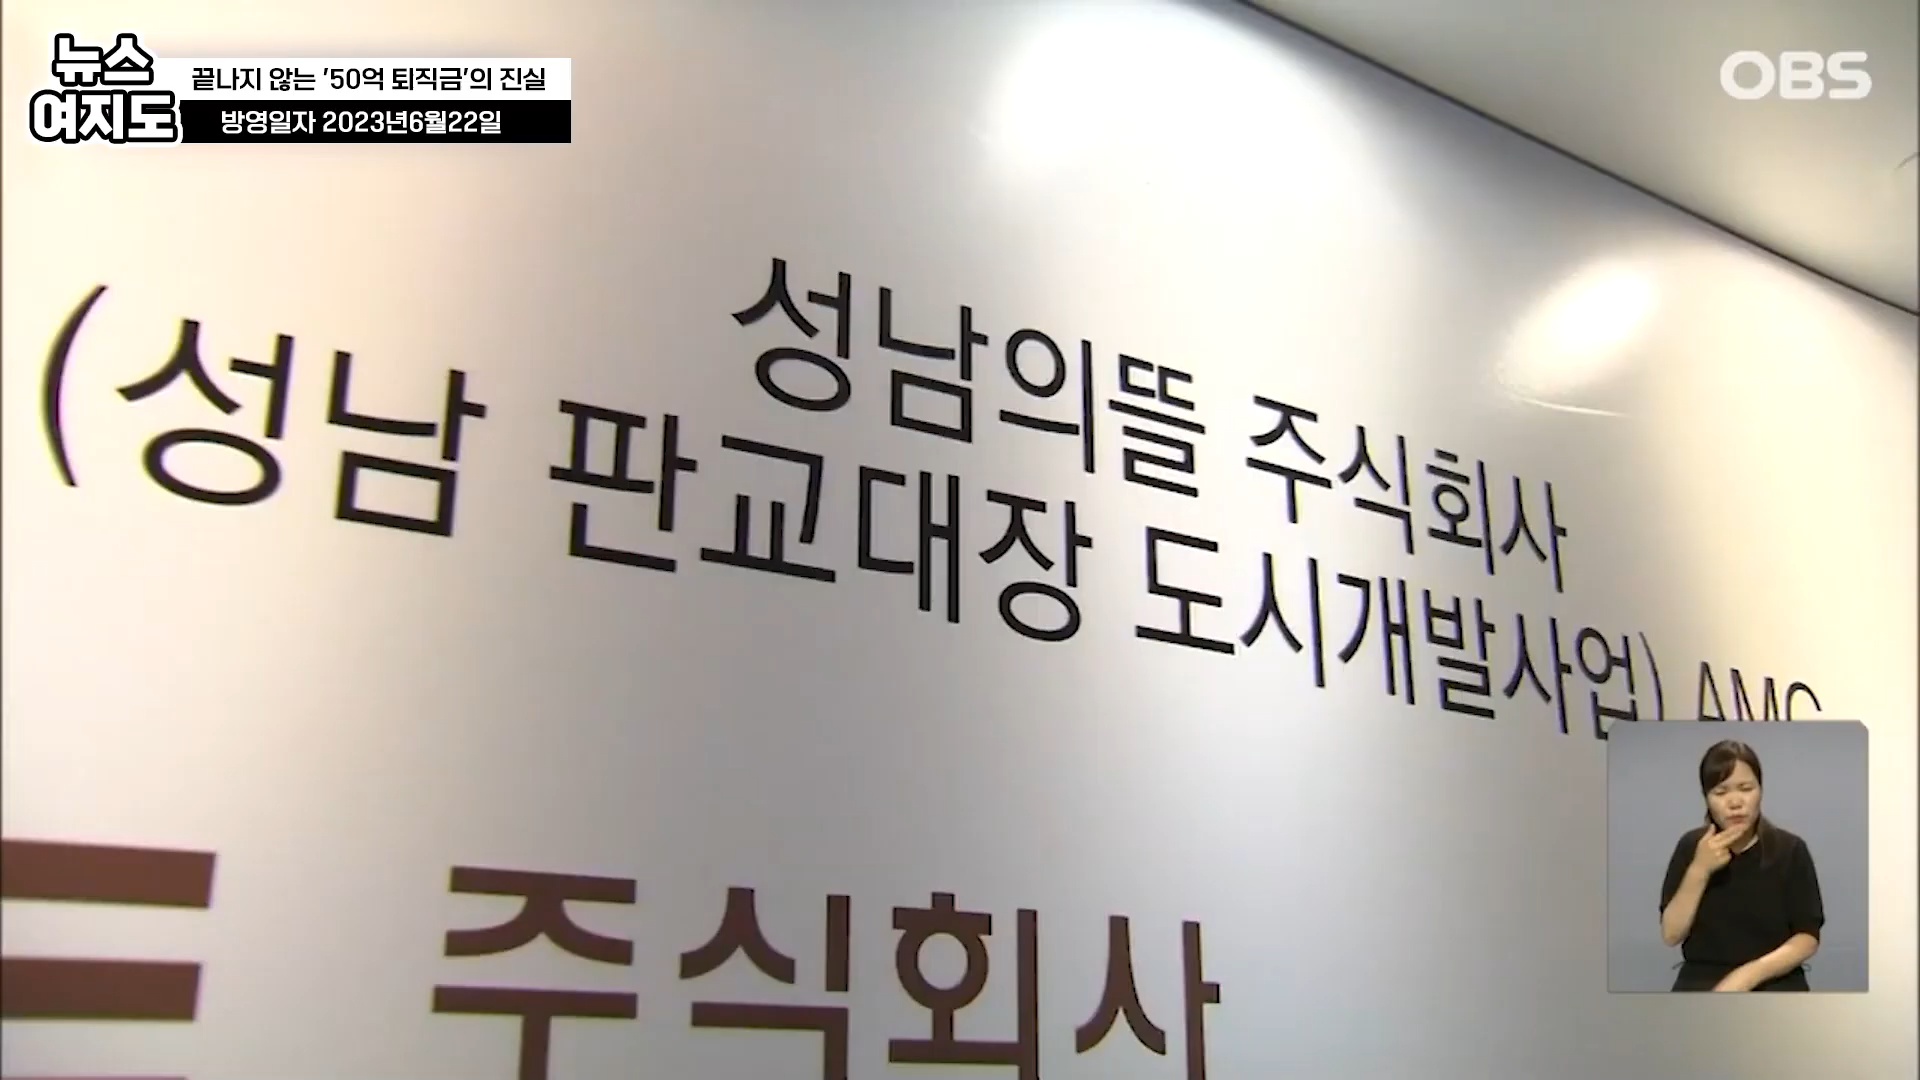 뉴스
여지도
끝나지 않는 '50억 퇴직금'의 진실
방영일자 2023년6월22일
OBS
성남의뜰 주식회사
(성남 판교대장 도시개발사업) AMC
주식회사